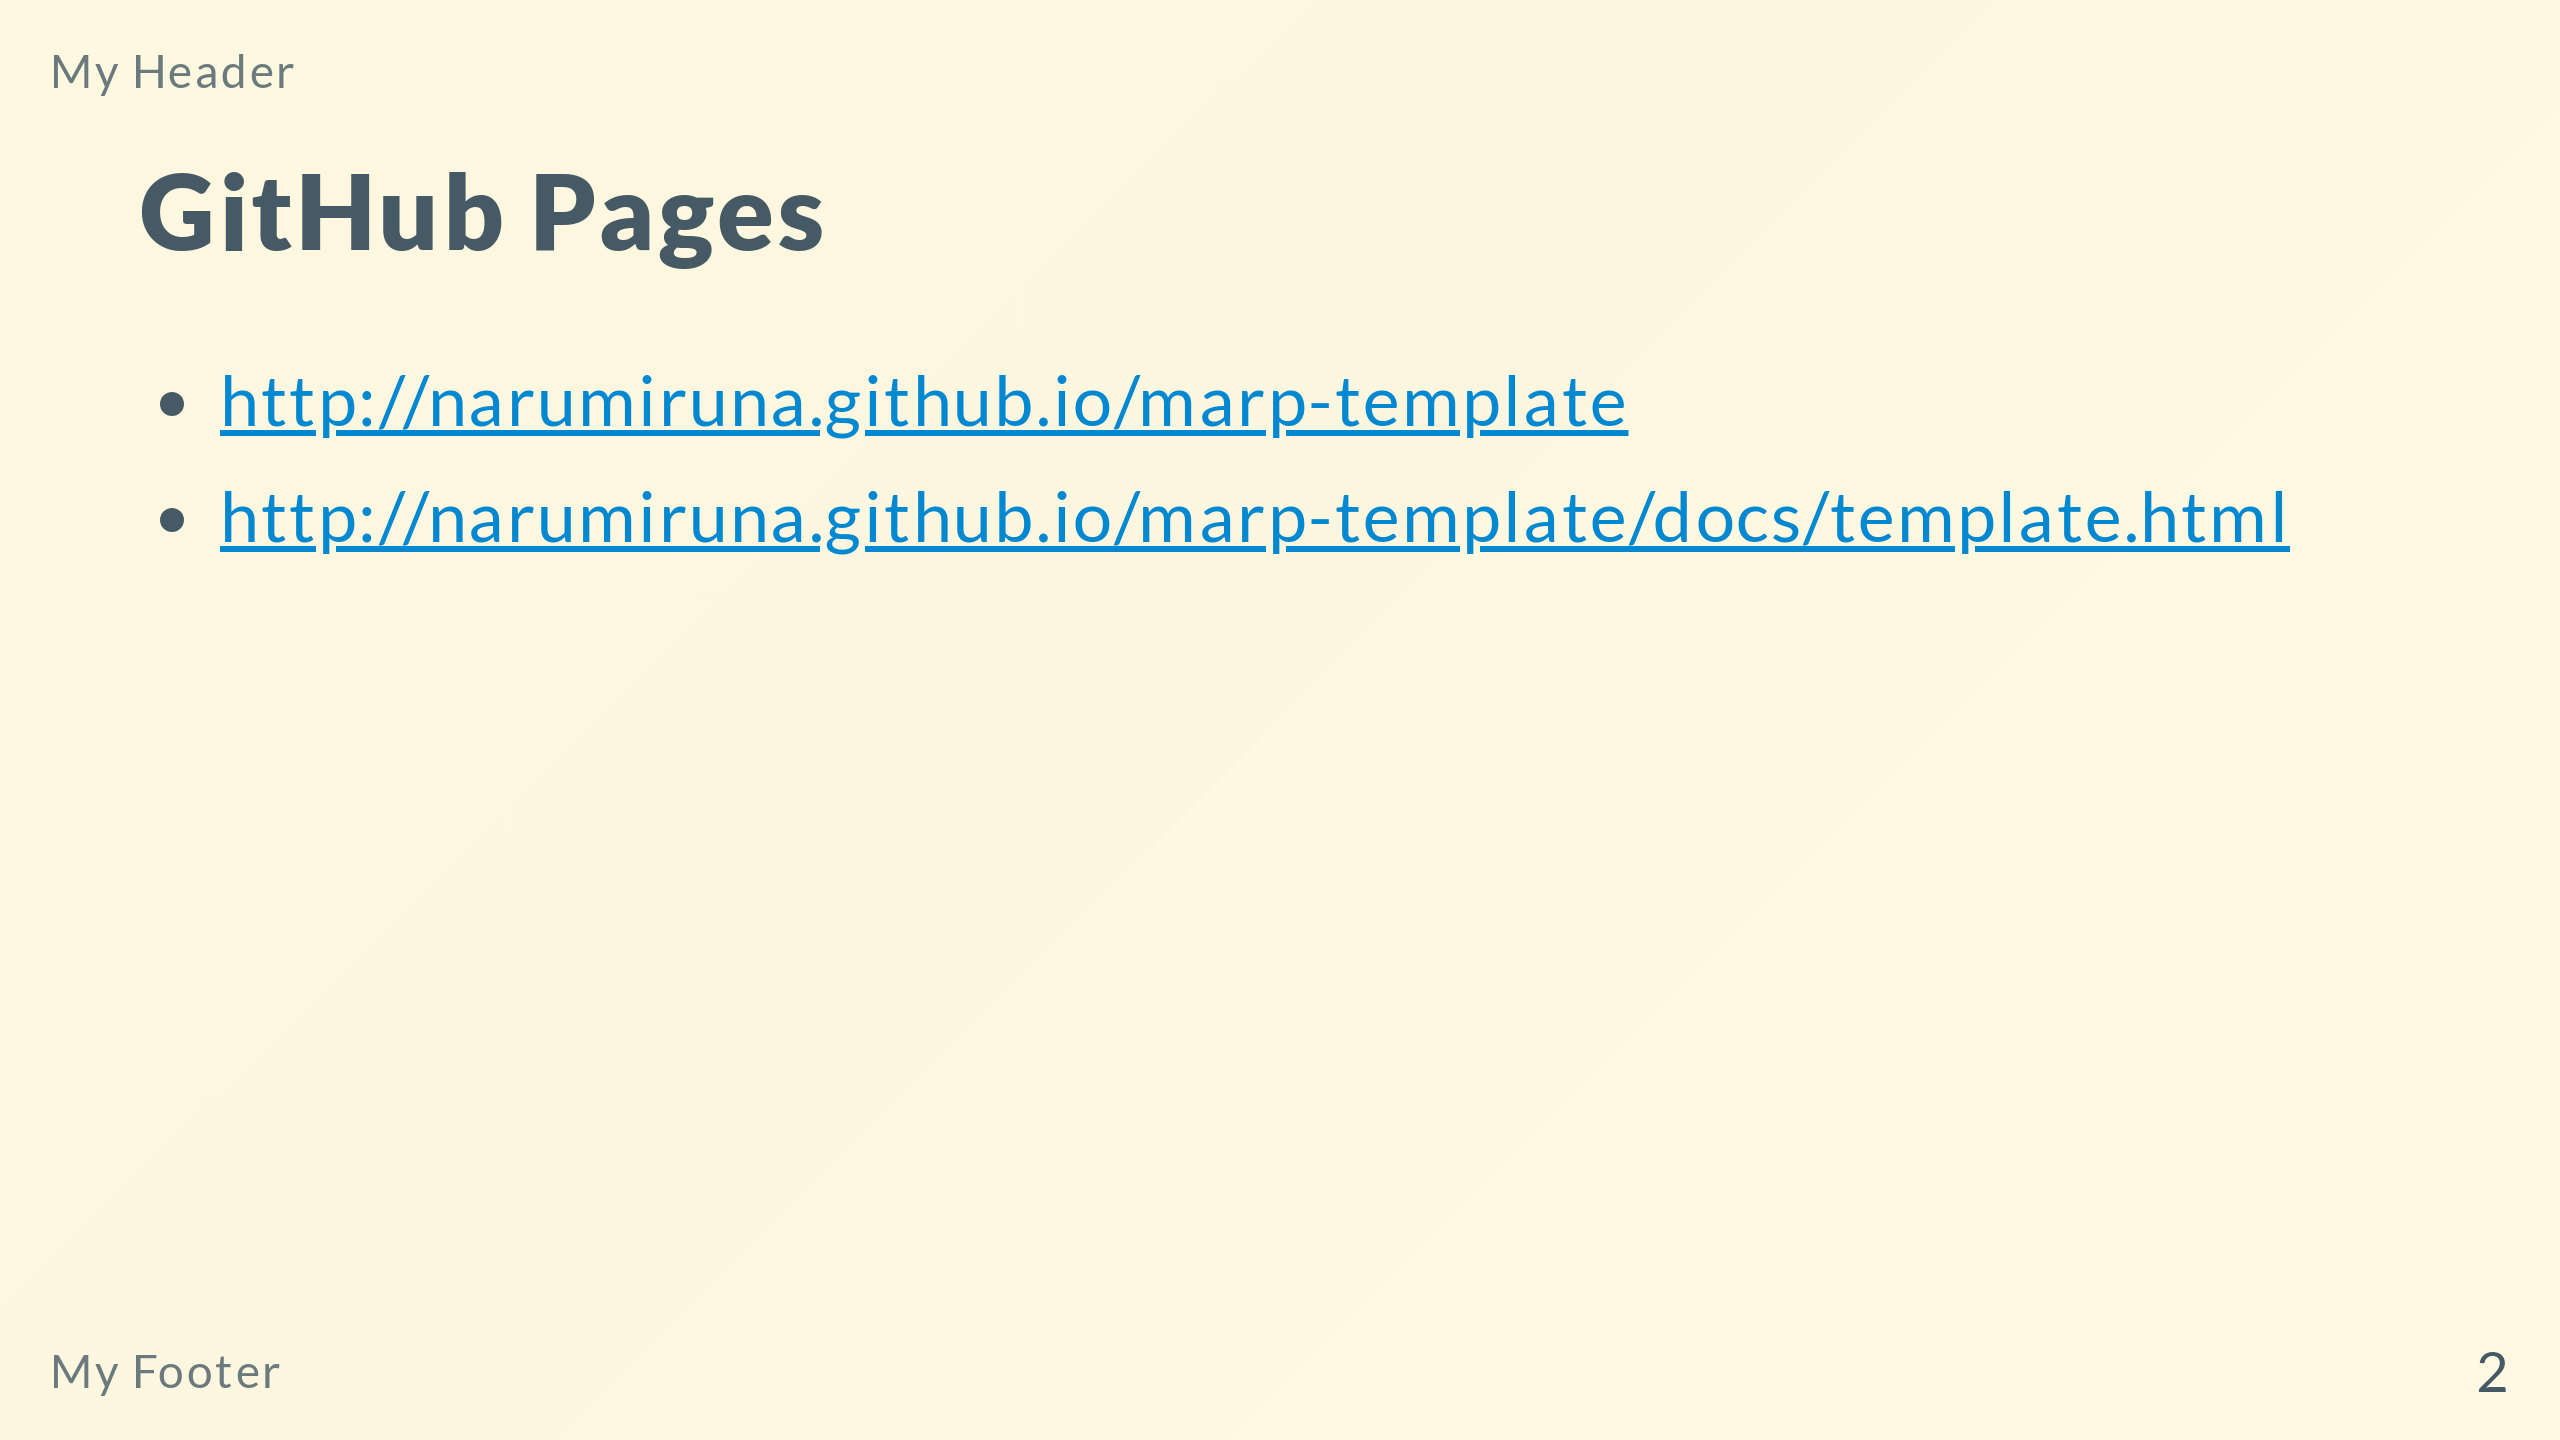 My Header
GitHub Pages
• http://narumiruna.github.io/marp-template
• http://narumiruna.github.io/marp-template/docs/template.html
My Footer
2